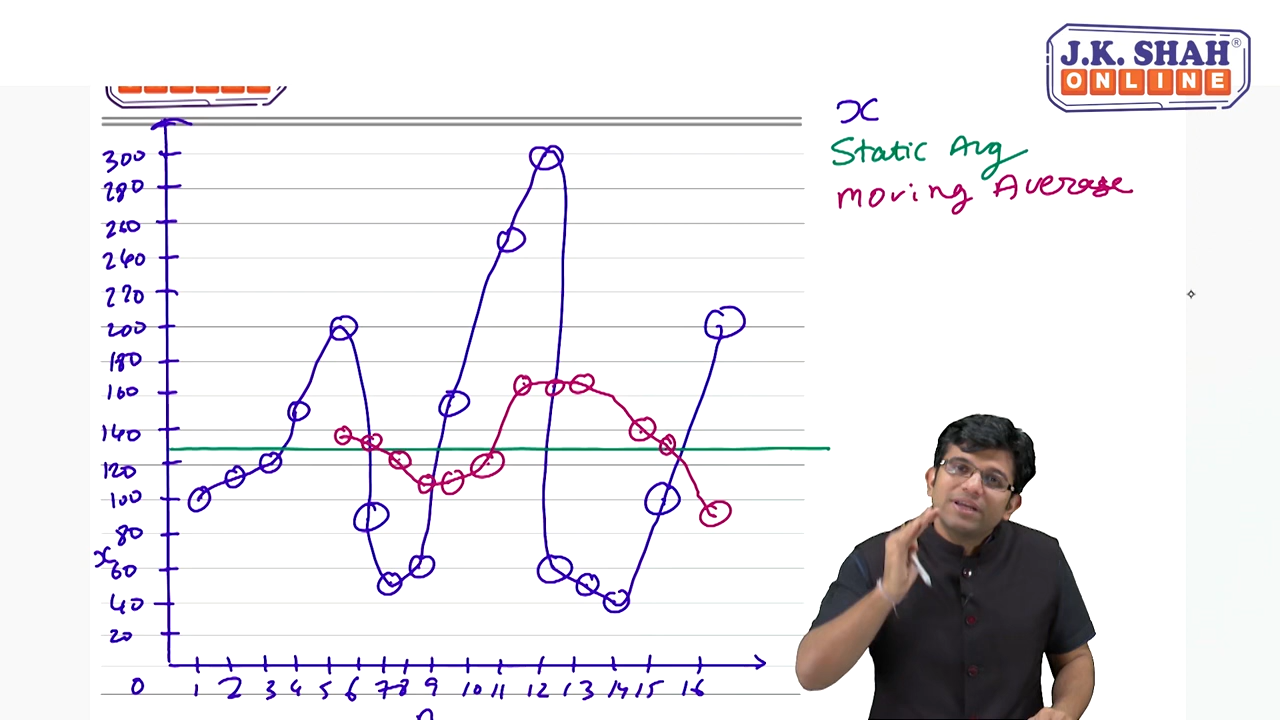 J.K. SHAH®
ONLINE
x
Static Avg
moving Average
300
280
260
240
220
200
180
160
140
120
100
80
x
60
40
20
0 1 2 3 4 5 6 7 8 9 10 11 12 13 14 15 16